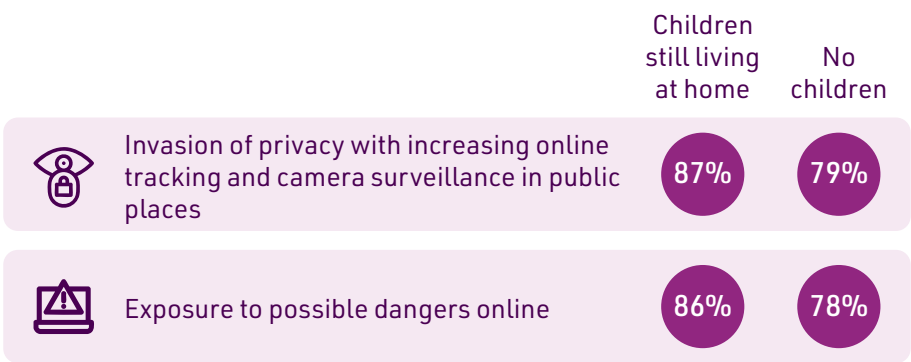 Children
still living
at home
No
children
Invasion of privacy with increasing online
tracking and camera surveillance in public
places
87%
79%
Exposure to possible dangers online
86%
78%